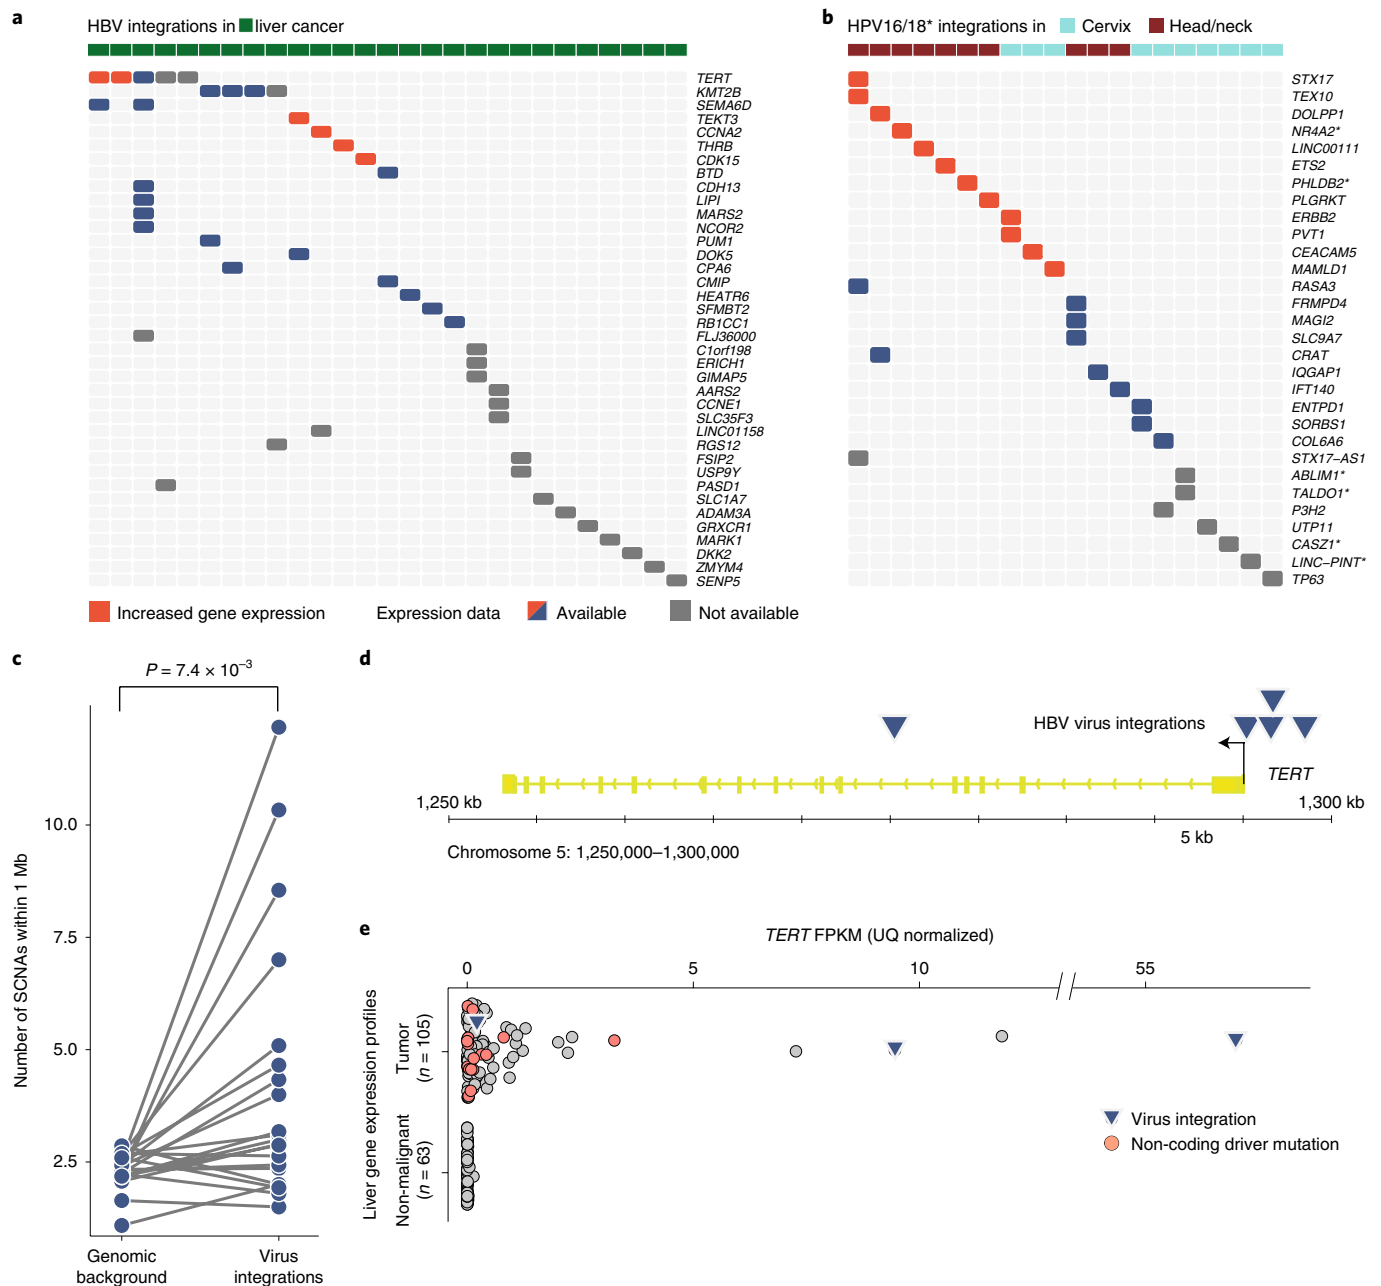 a
HBV integrations in liver cancer
TERT
KMT2B
SEMA6D
TEKT3
CCNA2
THRB
CDK15
BTD
CDH13
LIPI
MARS2
NCOR2
PUM1
DOK5
CPA6
CMIP
HEATR6
SFMBT2
RB1CC1
FLJ36000
C1orf198
ERICH1
GIMAP5
AARS2
CCNE1
SLC35F3
LINC01158
RGS12
FSIP2
USP9Y
PASD1
SLC1A7
ADAM3A
GRXCR1
MARK1
DKK2
ZMYM4
SENP5
Increased gene expression Expression data Available Not available
b
HPV16/18* integrations in Cervix Head/neck
STX17
TEX10
DOLPP1
NR4A2*
LINC00111
ETS2
PHLDB2*
PLGRKT
ERBB2
PVT1
CEACAM5
MAMLD1
RASA3
FRMPD4
MAGI2
SLC9A7
CRAT
IQGAP1
IFT140
ENTPD1
SORBS1
COL6A6
STX17–AS1
ABLIM1*
TALDO1*
P3H2
UTP11
CASZ1*
LINC–PINT*
TP63
c
P = 7.4 × 10⁻³
Number of SCNAs within 1 Mb
10.0
7.5
5.0
2.5
Genomic background
Virus integrations
d
HBV virus integrations
TERT
1,250 kb
1,300 kb
5 kb
Chromosome 5: 1,250,000–1,300,000
e
TERT FPKM (UQ normalized)
0 5 10 55
Liver gene expression profiles
Tumor (n = 105)
Non-malignant (n = 63)
Virus integration
Non-coding driver mutation